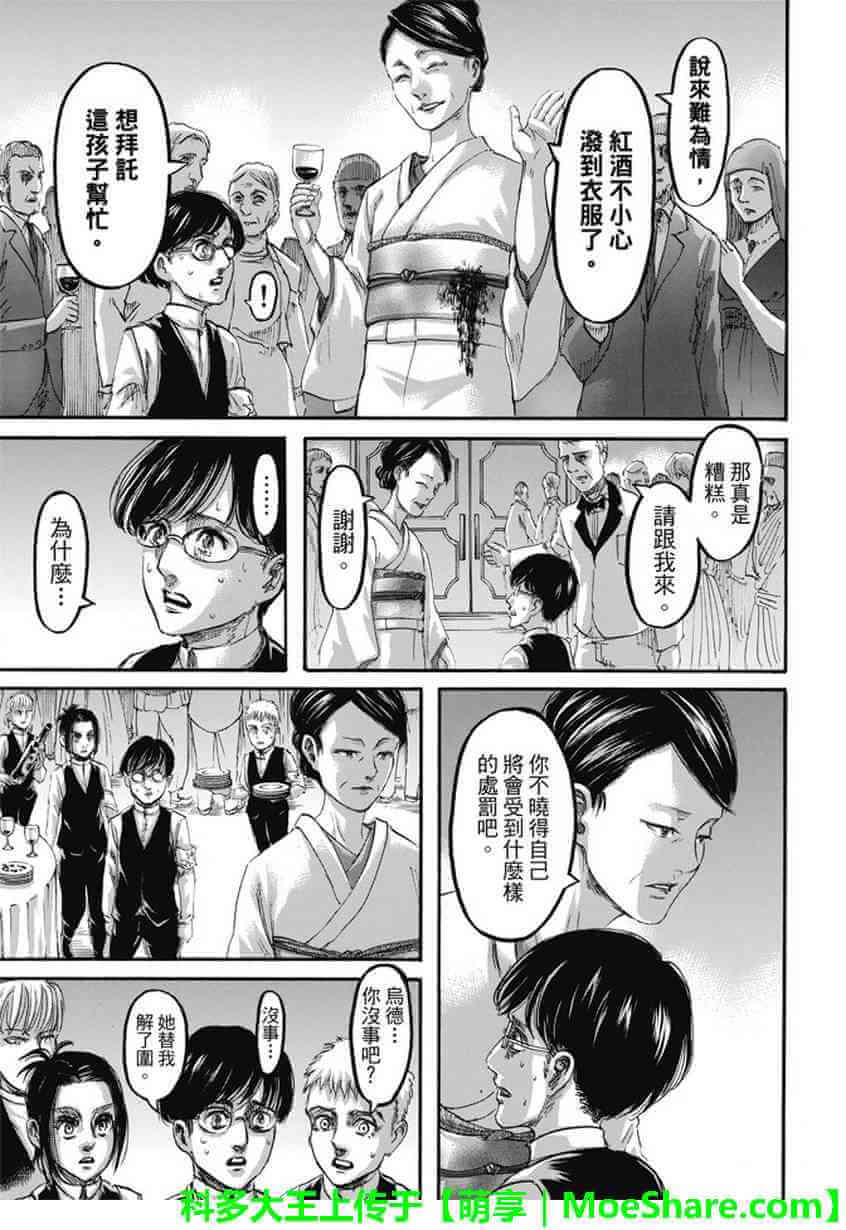 說來難為情，
紅酒不小心
潑到衣服了。
想拜託
這孩子幫忙。
！
那真是
糟糕。
請跟我來。
謝謝。
⋯⋯
為什麼⋯
你不曉得自己
將會受到什麼樣
的處罰吧。
烏德⋯
你沒事吧?
沒事⋯
她替我
解了圍。
科多大王上传于【萌享｜MoeShare.com】